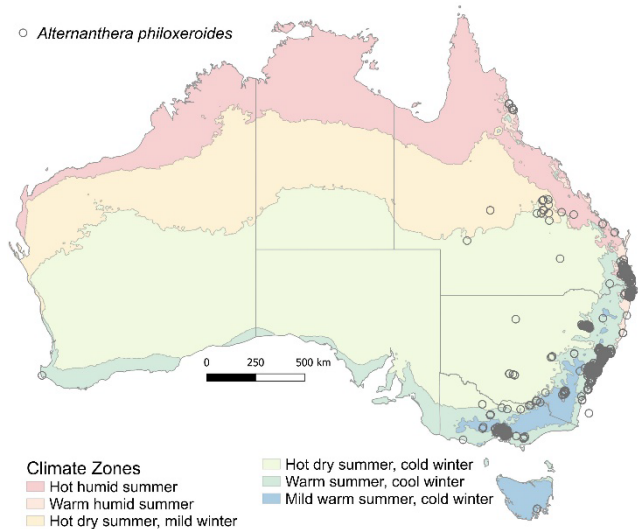 Alternanthera philoxeroides
0 250 500 km
Climate Zones
Hot humid summer
Warm humid summer
Hot dry summer, mild winter
Hot dry summer, cold winter
Warm summer, cool winter
Mild warm summer, cold winter